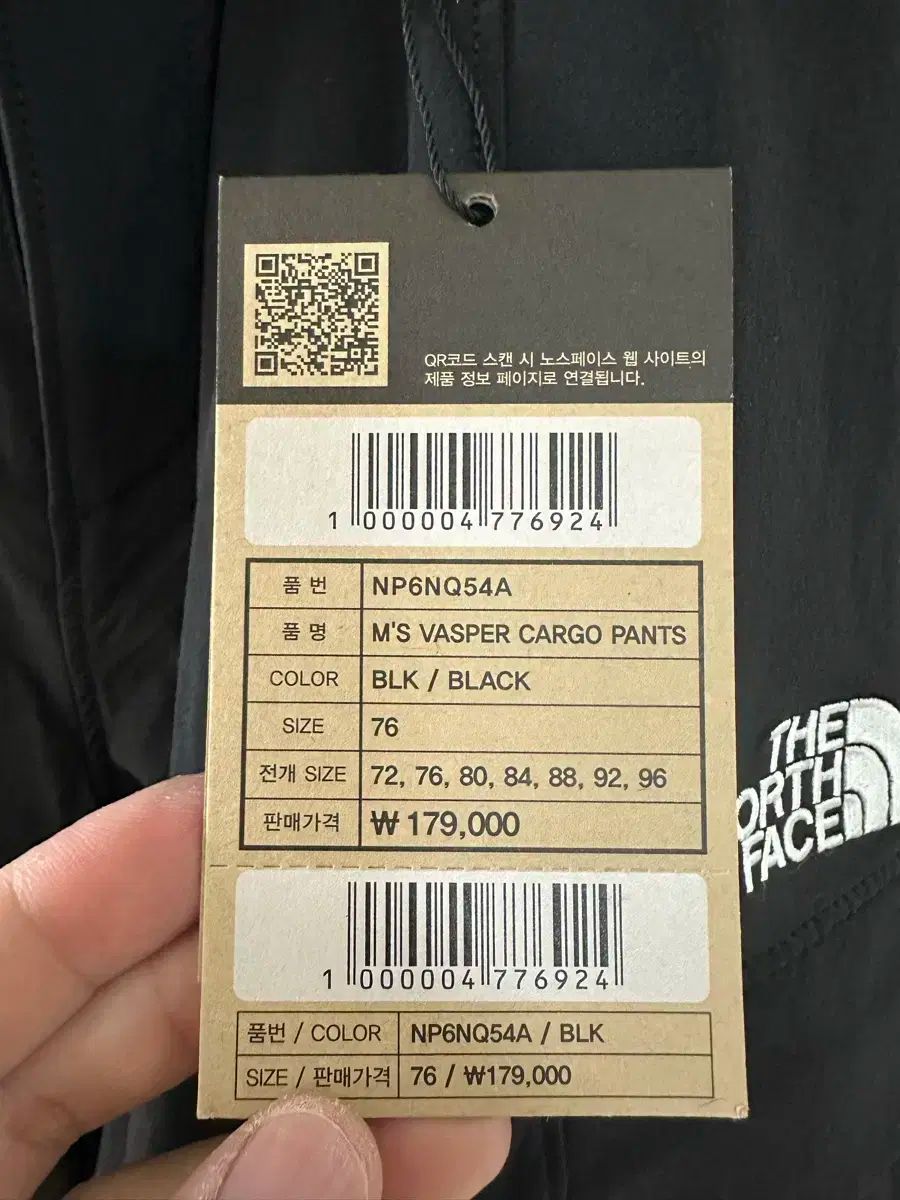 QR코드 스캔 시 노스페이스 웹 사이트의
제품 정보 페이지로 연결됩니다.
1 000004 776924
품 번 NP6NQ54A
품 명 M'S VASPER CARGO PANTS
COLOR BLK / BLACK
SIZE 76
전개 SIZE 72, 76, 80, 84, 88, 92, 96
판매가격 ₩ 179,000
1 000004 776924
품번 / COLOR NP6NQ54A / BLK
SIZE / 판매가격 76 / ₩179,000
THE
ORTH
FACE